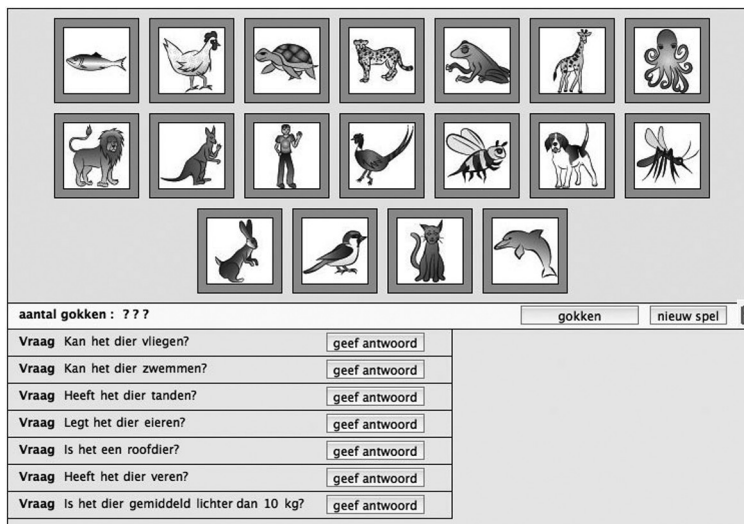 aantal gokken : ? ? ?
gokken
nieuw spel
Vraag Kan het dier vliegen? geef antwoord
Vraag Kan het dier zwemmen? geef antwoord
Vraag Heeft het dier tanden? geef antwoord
Vraag Legt het dier eieren? geef antwoord
Vraag Is het een roofdier? geef antwoord
Vraag Heeft het dier veren? geef antwoord
Vraag Is het dier gemiddeld lichter dan 10 kg? geef antwoord